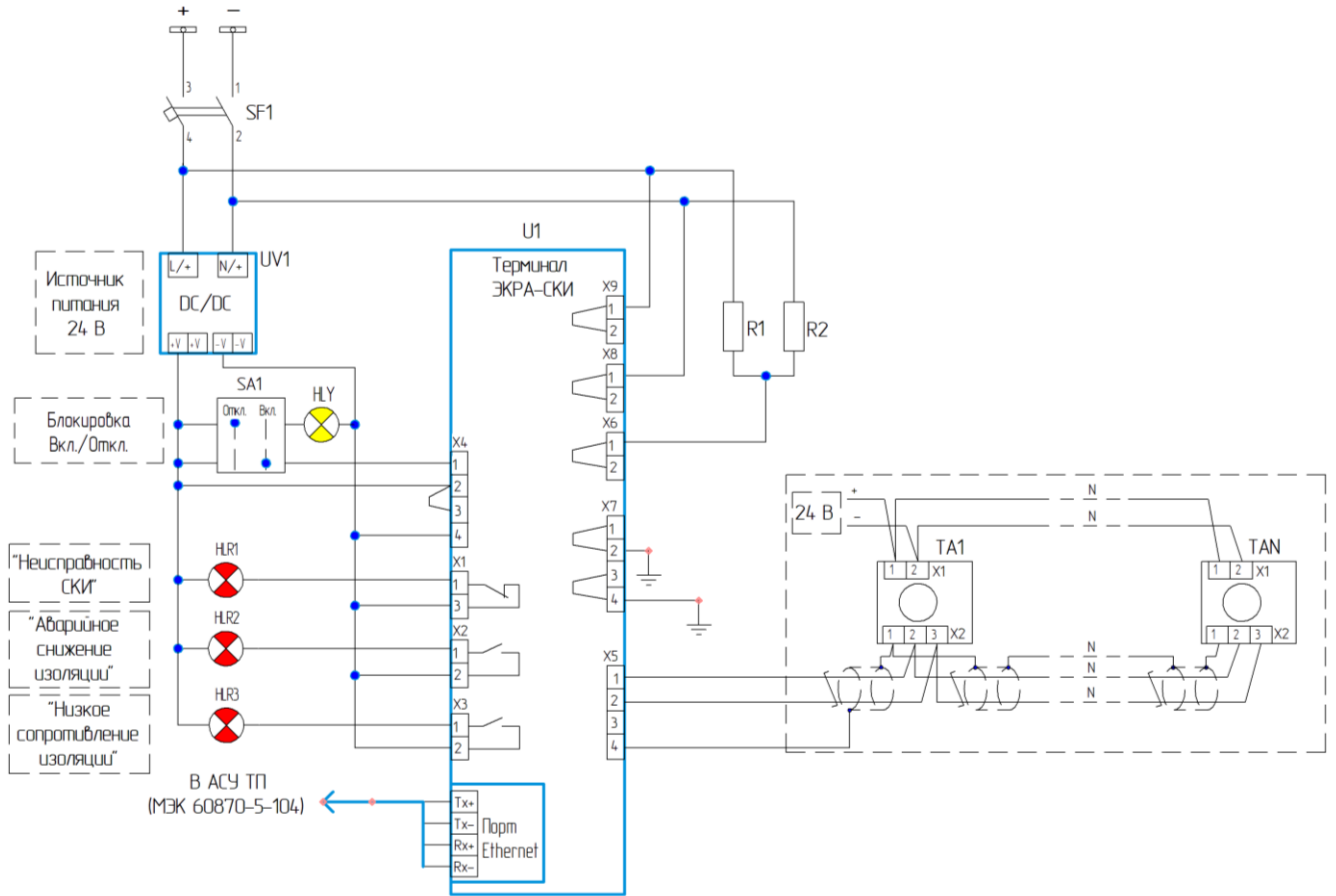 + −
3 1
SF1
4 2
U1
L/+ N/+ UV1
DC/DC
+V +V -V -V
Источник
питания
24 В
Терминал
ЭКРА-СКИ
X9
1
2
R1 R2
X8
1
2
X6
1
2
SA1
Откл. Вкл.
HLY
Блокировка
Вкл./Откл.
X4
1
2
3
4
X7
1
2
3
4
24 В
+
−
N
N
TA1
1 2 X1
1 2 3 X2
TAN
1 2 X1
1 2 3 X2
N
N
N
"Неисправность
СКИ"
HLR1
X1
1
3
"Аварийное
снижение
изоляции"
HLR2
X2
1
2
"Низкое
сопротивление
изоляции"
HLR3
X3
1
2
X5
1
2
3
4
В АСУ ТП
(МЭК 60870-5-104)
Tx+
Tx-
Rx+
Rx-
Порт
Ethernet